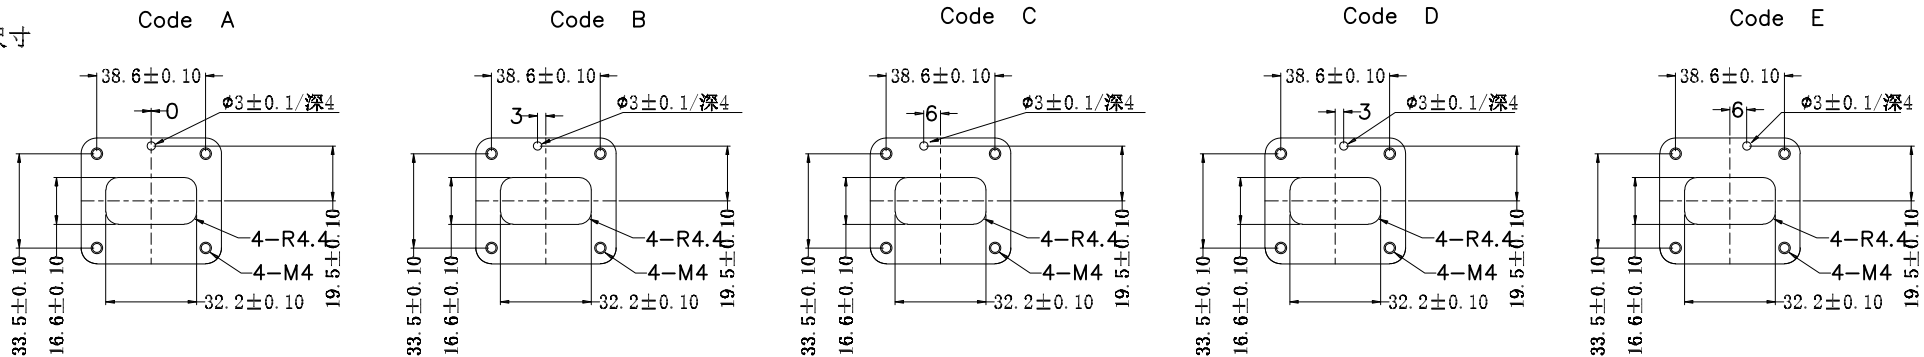 Code A
Code B
Code C
Code D
Code E
尺寸
38.6±0.10
0
ø3±0.1/深4
33.5±0.10
16.6±0.10
4-R4.4
4-M4
32.2±0.10
19.5±0.10
38.6±0.10
3
ø3±0.1/深4
33.5±0.10
16.6±0.10
4-R4.4
4-M4
32.2±0.10
19.5±0.10
38.6±0.10
6
ø3±0.1/深4
33.5±0.10
16.6±0.10
4-R4.4
4-M4
32.2±0.10
19.5±0.10
38.6±0.10
3
ø3±0.1/深4
33.5±0.10
16.6±0.10
4-R4.4
4-M4
32.2±0.10
19.5±0.10
38.6±0.10
6
ø3±0.1/深4
33.5±0.10
16.6±0.10
4-R4.4
4-M4
32.2±0.10
19.5±0.10